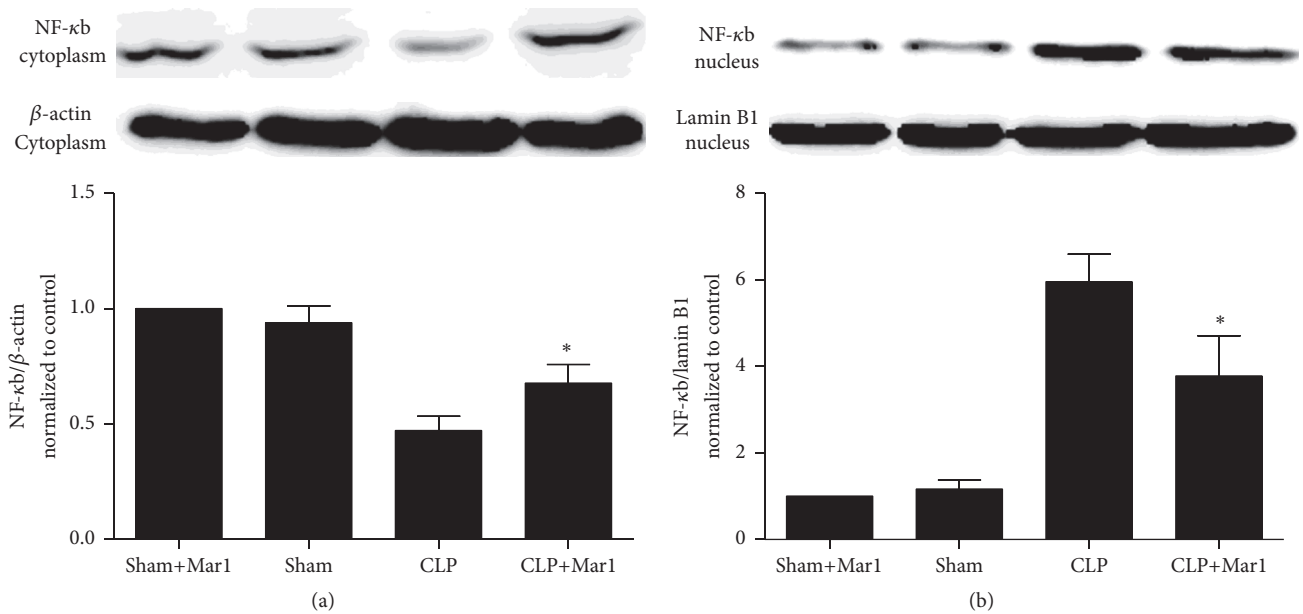 NF-κb
cytoplasm
β-actin
Cytoplasm
1.5
1.0
0.5
0.0
NF-κb/β-actin
normalized to control
*
Sham+Mar1 Sham CLP CLP+Mar1
(a)
NF-κb
nucleus
Lamin B1
nucleus
8
6
4
2
0
NF-κb/lamin B1
normalized to control
*
Sham+Mar1 Sham CLP CLP+Mar1
(b)